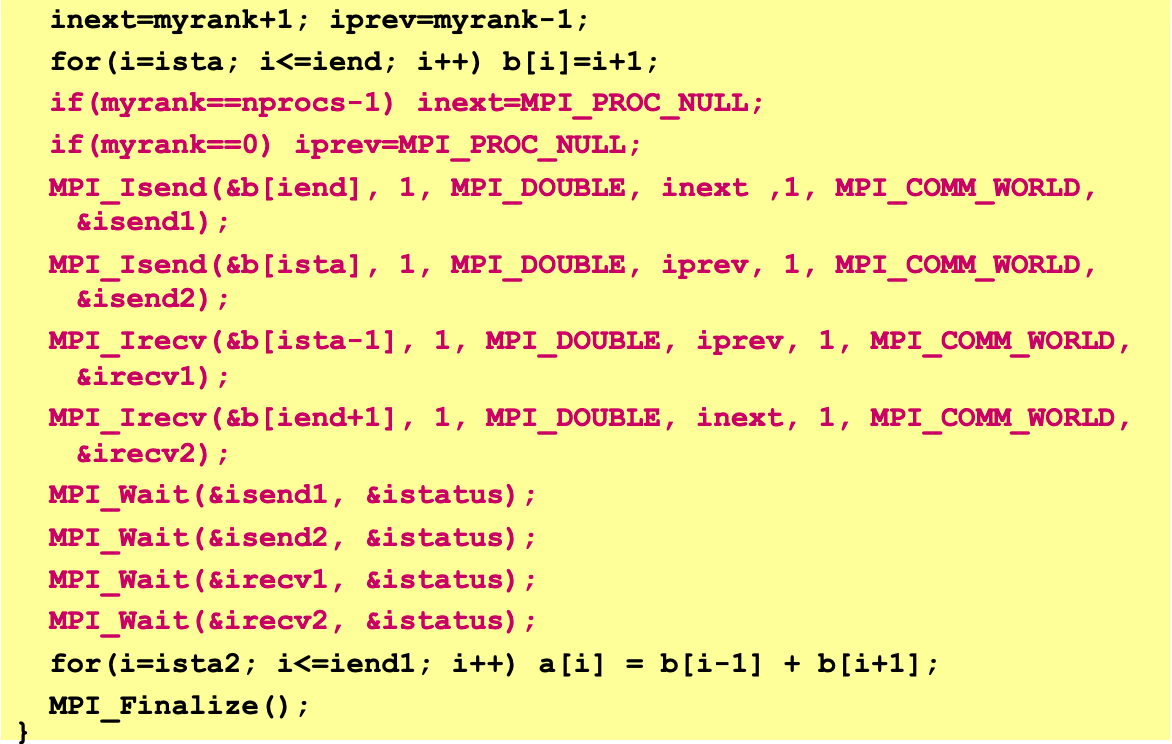 inext=myrank+1; iprev=myrank-1;
for(i=ista; i<=iend; i++) b[i]=i+1;
if(myrank==nprocs-1) inext=MPI_PROC_NULL;
if(myrank==0) iprev=MPI_PROC_NULL;
MPI_Isend(&b[iend], 1, MPI_DOUBLE, inext ,1, MPI_COMM_WORLD,
&isend1);
MPI_Isend(&b[ista], 1, MPI_DOUBLE, iprev, 1, MPI_COMM_WORLD,
&isend2);
MPI_Irecv(&b[ista-1], 1, MPI_DOUBLE, iprev, 1, MPI_COMM_WORLD,
&irecv1);
MPI_Irecv(&b[iend+1], 1, MPI_DOUBLE, inext, 1, MPI_COMM_WORLD,
&irecv2);
MPI_Wait(&isend1, &istatus);
MPI_Wait(&isend2, &istatus);
MPI_Wait(&irecv1, &istatus);
MPI_Wait(&irecv2, &istatus);
for(i=ista2; i<=iend1; i++) a[i] = b[i-1] + b[i+1];
MPI_Finalize();
}